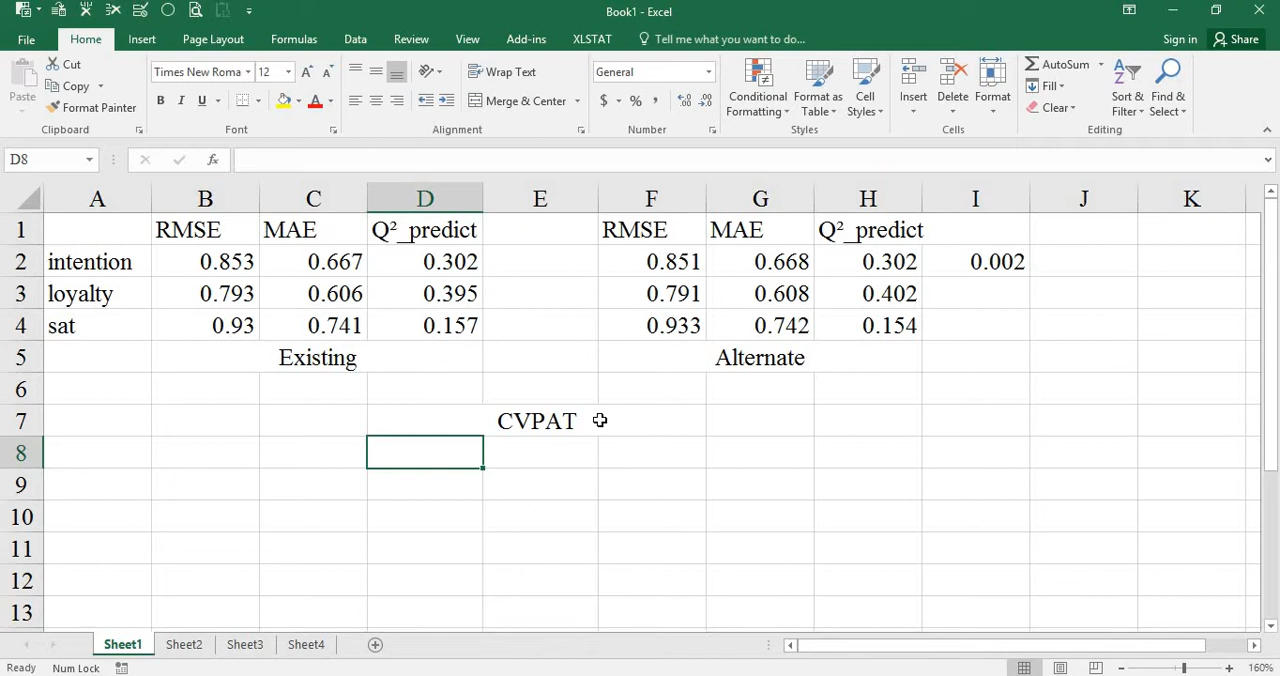 Book1 - Excel
File Home Insert Page Layout Formulas Data Review View Add-ins XLSTAT Tell me what you want to do... Sign in Share
Paste Cut Copy Format Painter Clipboard
Times New Roma 12 B I U A Font
Wrap Text Merge & Center Alignment
General $ % , Number
Conditional Formatting Format as Table Cell Styles Styles
Insert Delete Format Cells
AutoSum Fill Clear Sort & Filter Find & Select Editing
D8 fx
A B C D E F G H I J K
1 RMSE MAE Q²_predict RMSE MAE Q²_predict
2 intention 0.853 0.667 0.302 0.851 0.668 0.302 0.002
3 loyalty 0.793 0.606 0.395 0.791 0.608 0.402
4 sat 0.93 0.741 0.157 0.933 0.742 0.154
5 Existing Alternate
6
7 CVPAT
8
9
10
11
12
13
Sheet1 Sheet2 Sheet3 Sheet4
Ready Num Lock 160%